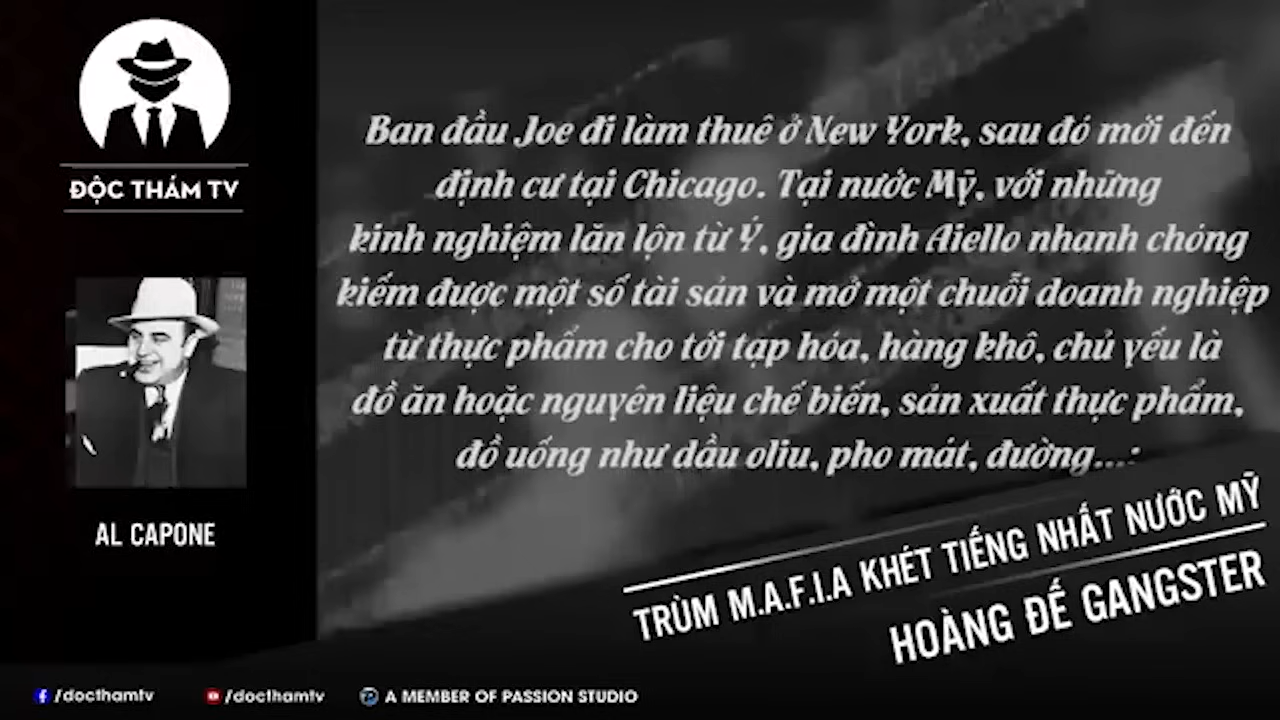 ĐỘC THÁM TV
AL CAPONE
Ban đầu Joe đi làm thuê ở New York, sau đó mới đến
định cư tại Chicago. Tại nước Mỹ, với những
kinh nghiệm lăn lộn từ Ý, gia đình Aiello nhanh chóng
kiếm được một số tài sản và mở một chuỗi doanh nghiệp
từ thực phẩm cho tới tạp hóa, hàng khô, chủ yếu là
đồ ăn hoặc nguyên liệu chế biến, sản xuất thực phẩm,
đồ uống như dầu oliu, pho mát, đường...:
TRÙM M.A.F.I.A KHÉT TIẾNG NHẤT NƯỚC MỸ
HOÀNG ĐẾ GANGSTER
/docthamtv /docthamtv A MEMBER OF PASSION STUDIO